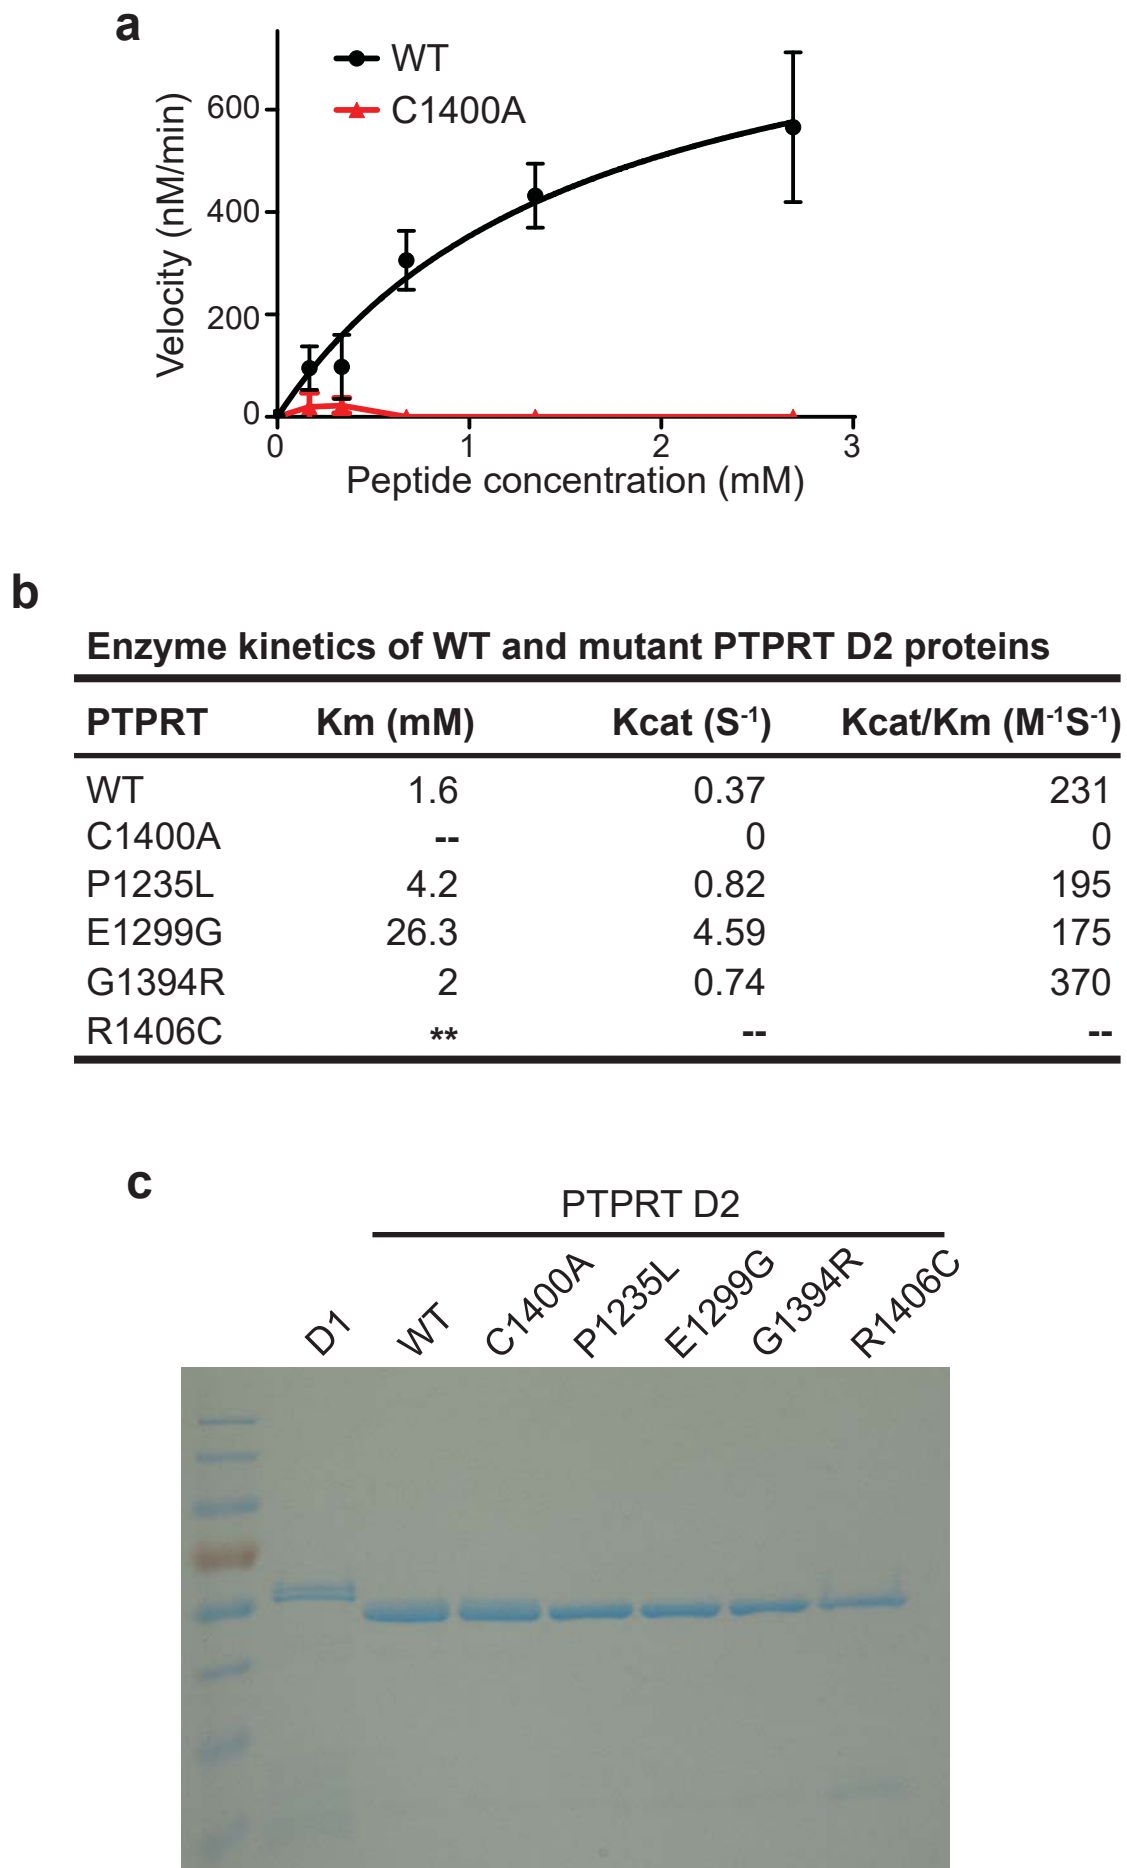 a
WT
C1400A
Velocity (nM/min)
600
400
200
0
0 1 2 3
Peptide concentration (mM)
b
Enzyme kinetics of WT and mutant PTPRT D2 proteins
PTPRT Km (mM) Kcat (S⁻¹) Kcat/Km (M⁻¹S⁻¹)
WT 1.6 0.37 231
C1400A -- 0 0
P1235L 4.2 0.82 195
E1299G 26.3 4.59 175
G1394R 2 0.74 370
R1406C ** -- --
c
PTPRT D2
D1 WT C1400A P1235L E1299G G1394R R1406C